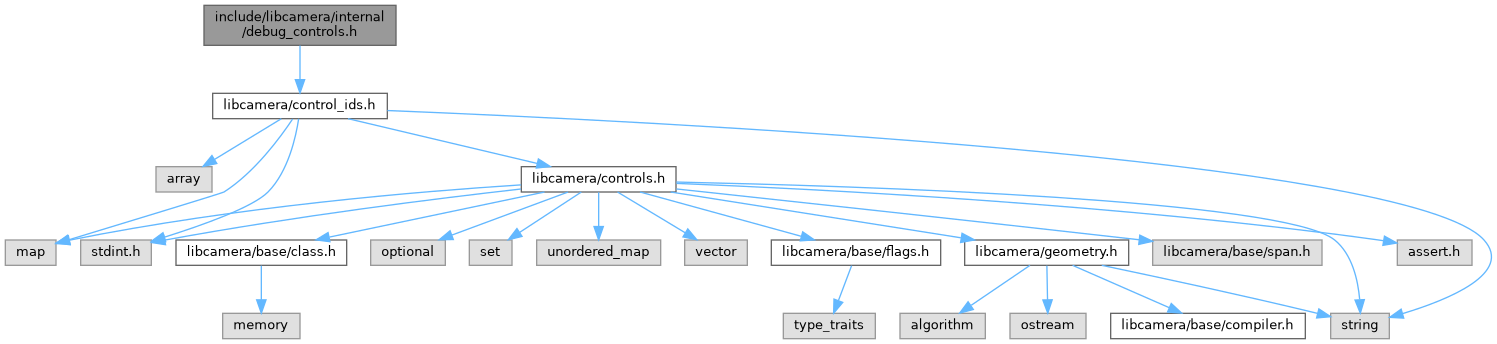 include/libcamera/internal
/debug_controls.h
libcamera/control_ids.h
array
libcamera/controls.h
map
stdint.h
libcamera/base/class.h
optional
set
unordered_map
vector
libcamera/base/flags.h
libcamera/geometry.h
libcamera/base/span.h
assert.h
memory
type_traits
algorithm
ostream
libcamera/base/compiler.h
string